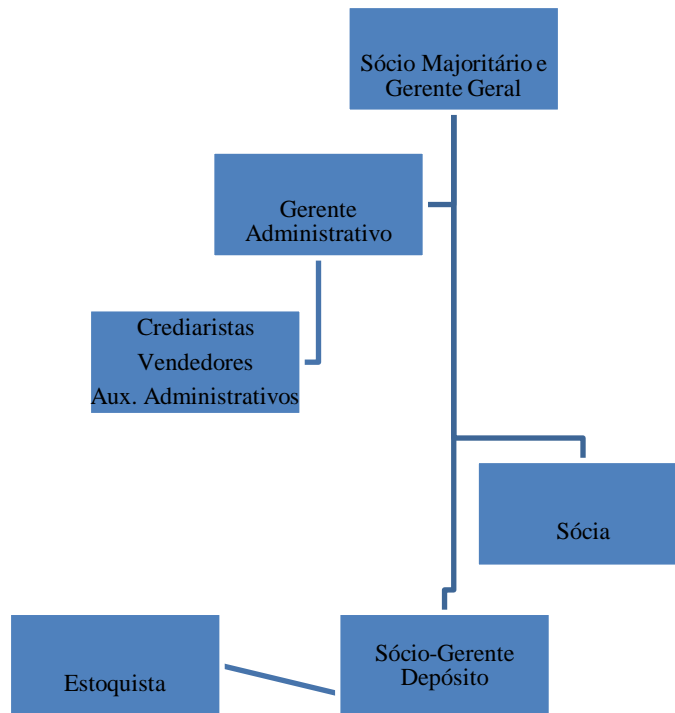 Sócio Majoritário e
Gerente Geral
Gerente
Administrativo
Crediaristas
Vendedores
Aux. Administrativos
Sócia
Sócio-Gerente
Depósito
Estoquista